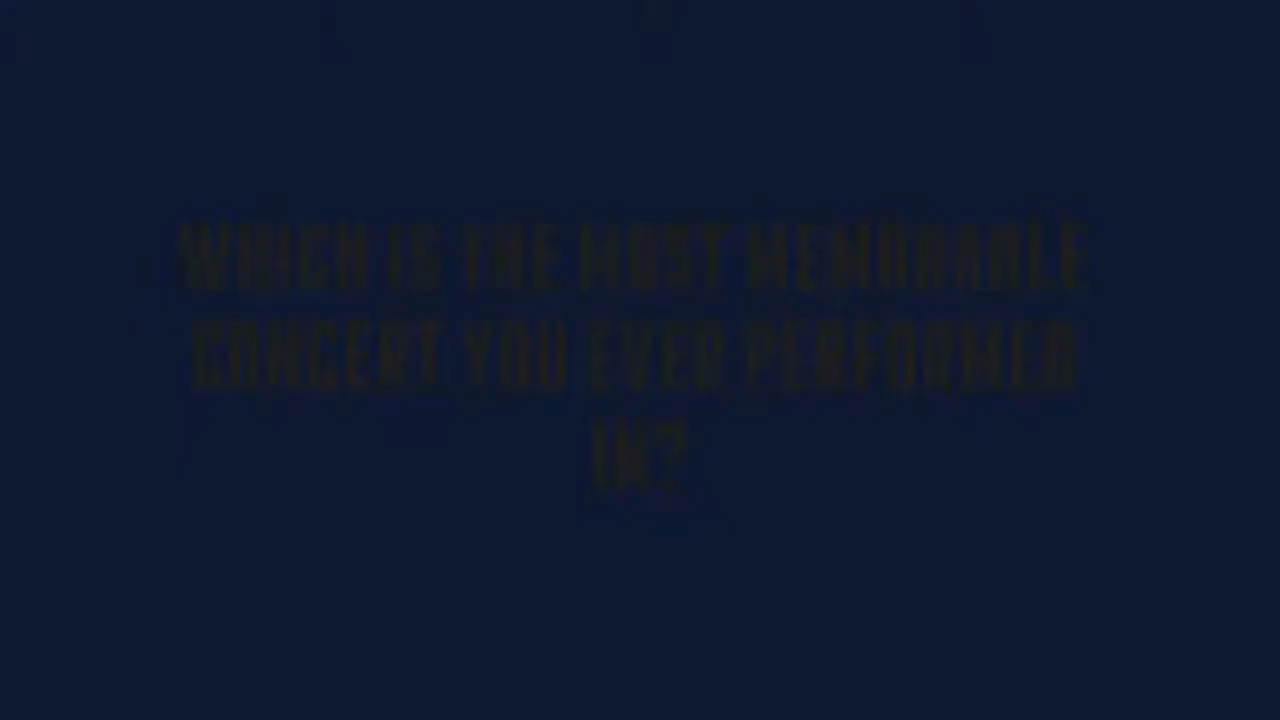 WHICH IS THE MOST MEMORABLE
CONCERT YOU EVER PERFORMED
IN?